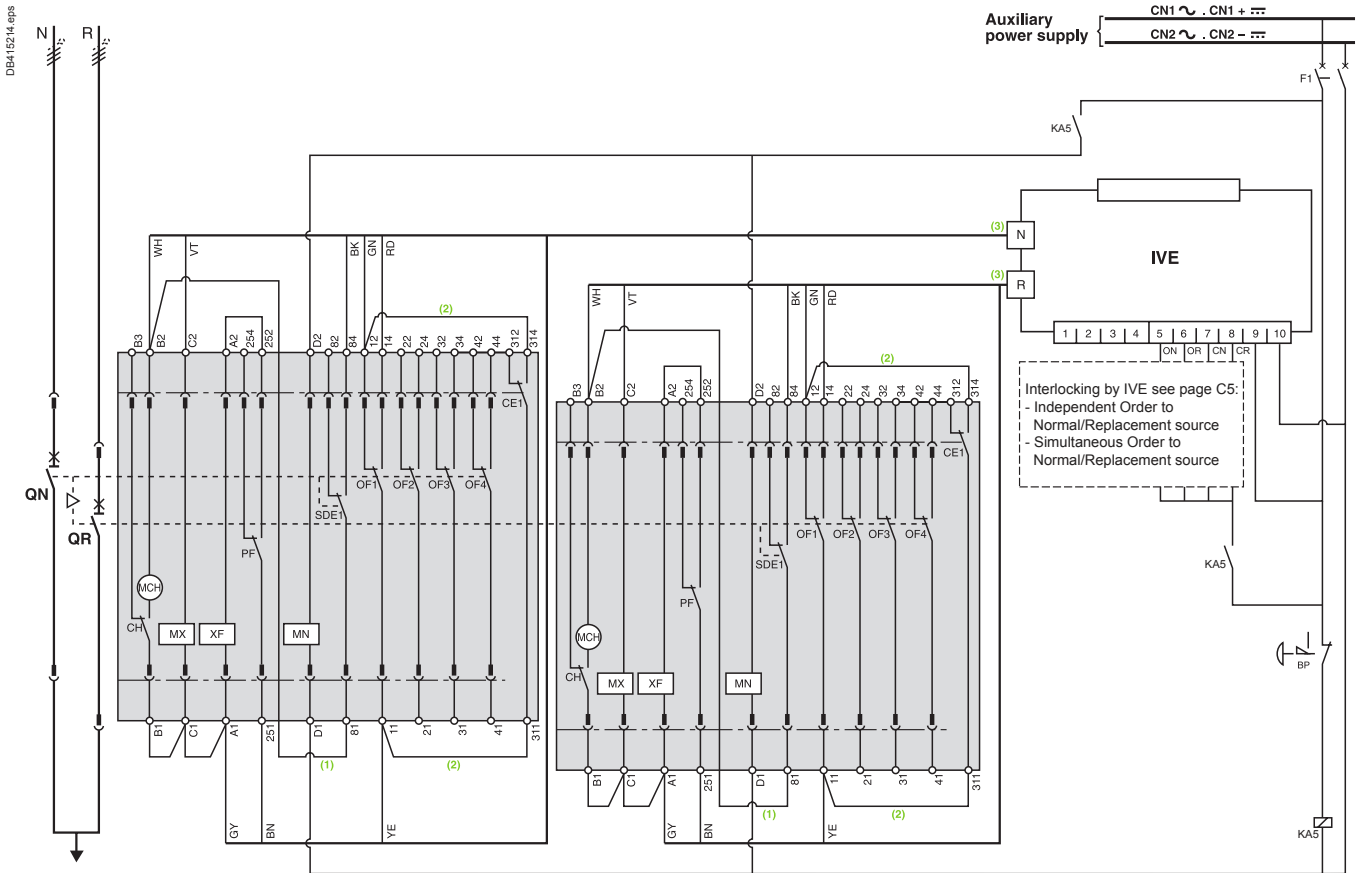 DB415214.eps
N R
Auxiliary
power supply {
CN1 ~ . CN1 + ⎓
CN2 ~ . CN2 – ⎓
F1
KA5
(3) N
(3) R
IVE
1 2 3 4 5 6 7 8 9 10
ON OR CN CR
Interlocking by IVE see page C5:
- Independent Order to
Normal/Replacement source
- Simultaneous Order to
Normal/Replacement source
KA5
BP
KA5
QN
QR
WH VT BK GN RD
(2)
B3 B2 C2 A2 254 252 D2 82 84 12 14 22 24 32 34 42 44 312 314
CE1
OF1 OF2 OF3 OF4
SDE1
PF
MCH
CH MX XF MN
B1 C1 A1 251 D1 81 11 21 31 41 311
(1) (2)
GY BN YE
WH VT BK GN RD
(2)
B3 B2 C2 A2 254 252 D2 82 84 12 14 22 24 32 34 42 44 312 314
CE1
OF1 OF2 OF3 OF4
SDE1
PF
MCH
CH MX XF MN
B1 C1 A1 251 D1 81 11 21 31 41 311
(1) (2)
GY BN YE